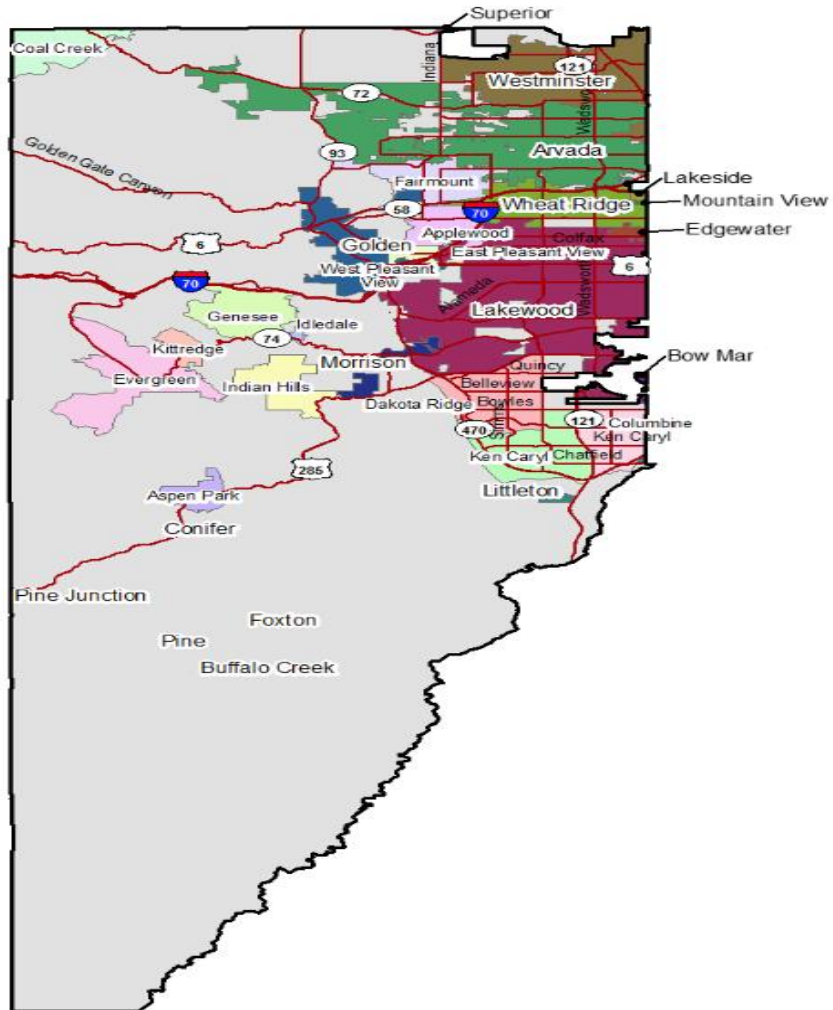 Superior
Coal Creek
Indiana
121
Westminster
72
Wadswo
Arvada
93
Golden Gate Canyon
Fairmount
Lakeside
58
70
Wheat Ridge
Mountain View
Applewood
Edgewater
6
Golden
Colfax
East Pleasant View
West Pleasant
View
6
70
Alameda
Wadsworth
Lakewood
Genesee
Idledale
74
Kittredge
Morrison
Quincy
Bow Mar
Evergreen
Indian Hills
Belleview
Dakota Ridge
Bowles
470
Simms
121
Columbine
Ken Caryl
285
Ken Caryl
Chatfield
Aspen Park
Littleton
Conifer
Pine Junction
Foxton
Pine
Buffalo Creek